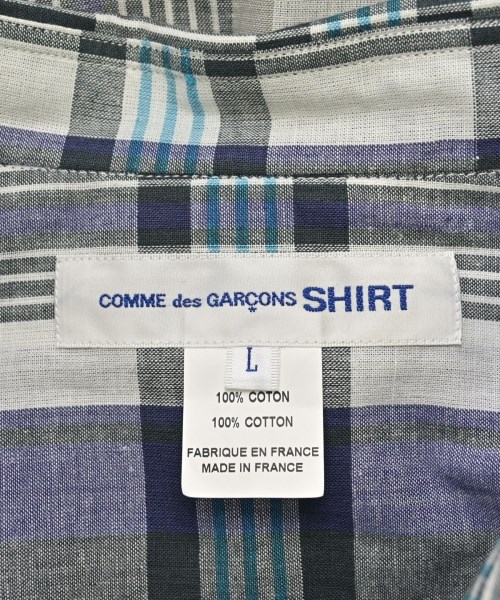 COMME des GARÇONS SHIRT
L
100% COTON
100% COTTON
FABRIQUE EN FRANCE
MADE IN FRANCE